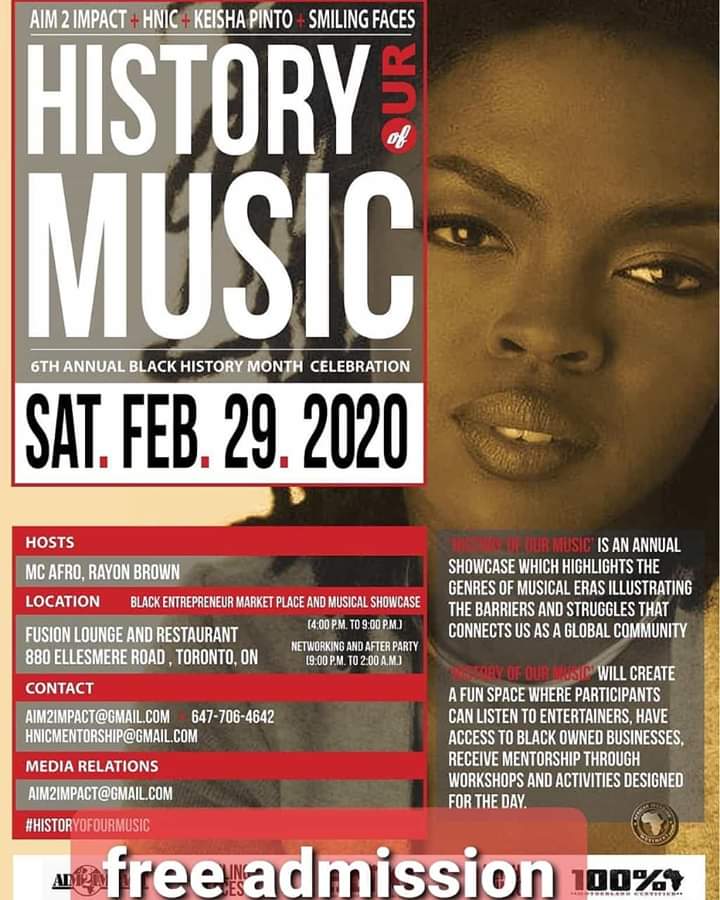 AIM 2 IMPACT + HNIC + KEISHA PINTO + SMILING FACES
HISTORY
of OUR
MUSIC
6TH ANNUAL BLACK HISTORY MONTH CELEBRATION
SAT. FEB. 29. 2020
HOSTS
MC AFRO, RAYON BROWN
LOCATION
BLACK ENTREPRENEUR MARKET PLACE AND MUSICAL SHOWCASE
(4:00 P.M. TO 9:00 P.M.)
FUSION LOUNGE AND RESTAURANT
880 ELLESMERE ROAD , TORONTO, ON
NETWORKING AND AFTER PARTY
(9:00 P.M. TO 2:00 A.M.)
CONTACT
AIM2IMPACT@GMAIL.COM + 647-706-4642
HNICMENTORSHIP@GMAIL.COM
MEDIA RELATIONS
AIM2IMPACT@GMAIL.COM
#HISTORYOFOURMUSIC
'HISTORY OF OUR MUSIC' IS AN ANNUAL
SHOWCASE WHICH HIGHLIGHTS THE
GENRES OF MUSICAL ERAS ILLUSTRATING
THE BARRIERS AND STRUGGLES THAT
CONNECTS US AS A GLOBAL COMMUNITY
'HISTORY OF OUR MUSIC' WILL CREATE
A FUN SPACE WHERE PARTICIPANTS
CAN LISTEN TO ENTERTAINERS, HAVE
ACCESS TO BLACK OWNED BUSINESSES,
RECEIVE MENTORSHIP THROUGH
WORKSHOPS AND ACTIVITIES DESIGNED
FOR THE DAY.
free admission
100%